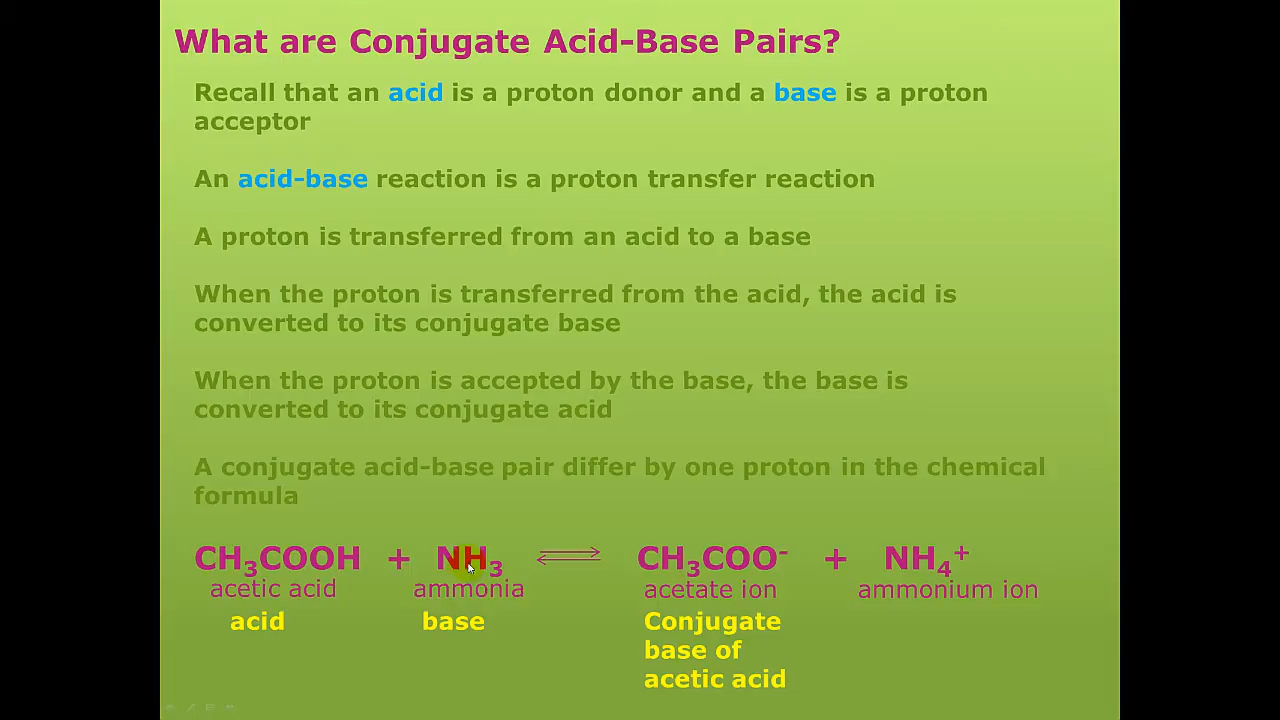 What are Conjugate Acid-Base Pairs?
Recall that an acid is a proton donor and a base is a proton
acceptor
An acid-base reaction is a proton transfer reaction
A proton is transferred from an acid to a base
When the proton is transferred from the acid, the acid is
converted to its conjugate base
When the proton is accepted by the base, the base is
converted to its conjugate acid
A conjugate acid-base pair differ by one proton in the chemical
formula
CH₃COOH + NH₃ ⇌ CH₃COO⁻ + NH₄⁺
acetic acid ammonia acetate ion ammonium ion
acid base Conjugate
base of
acetic acid